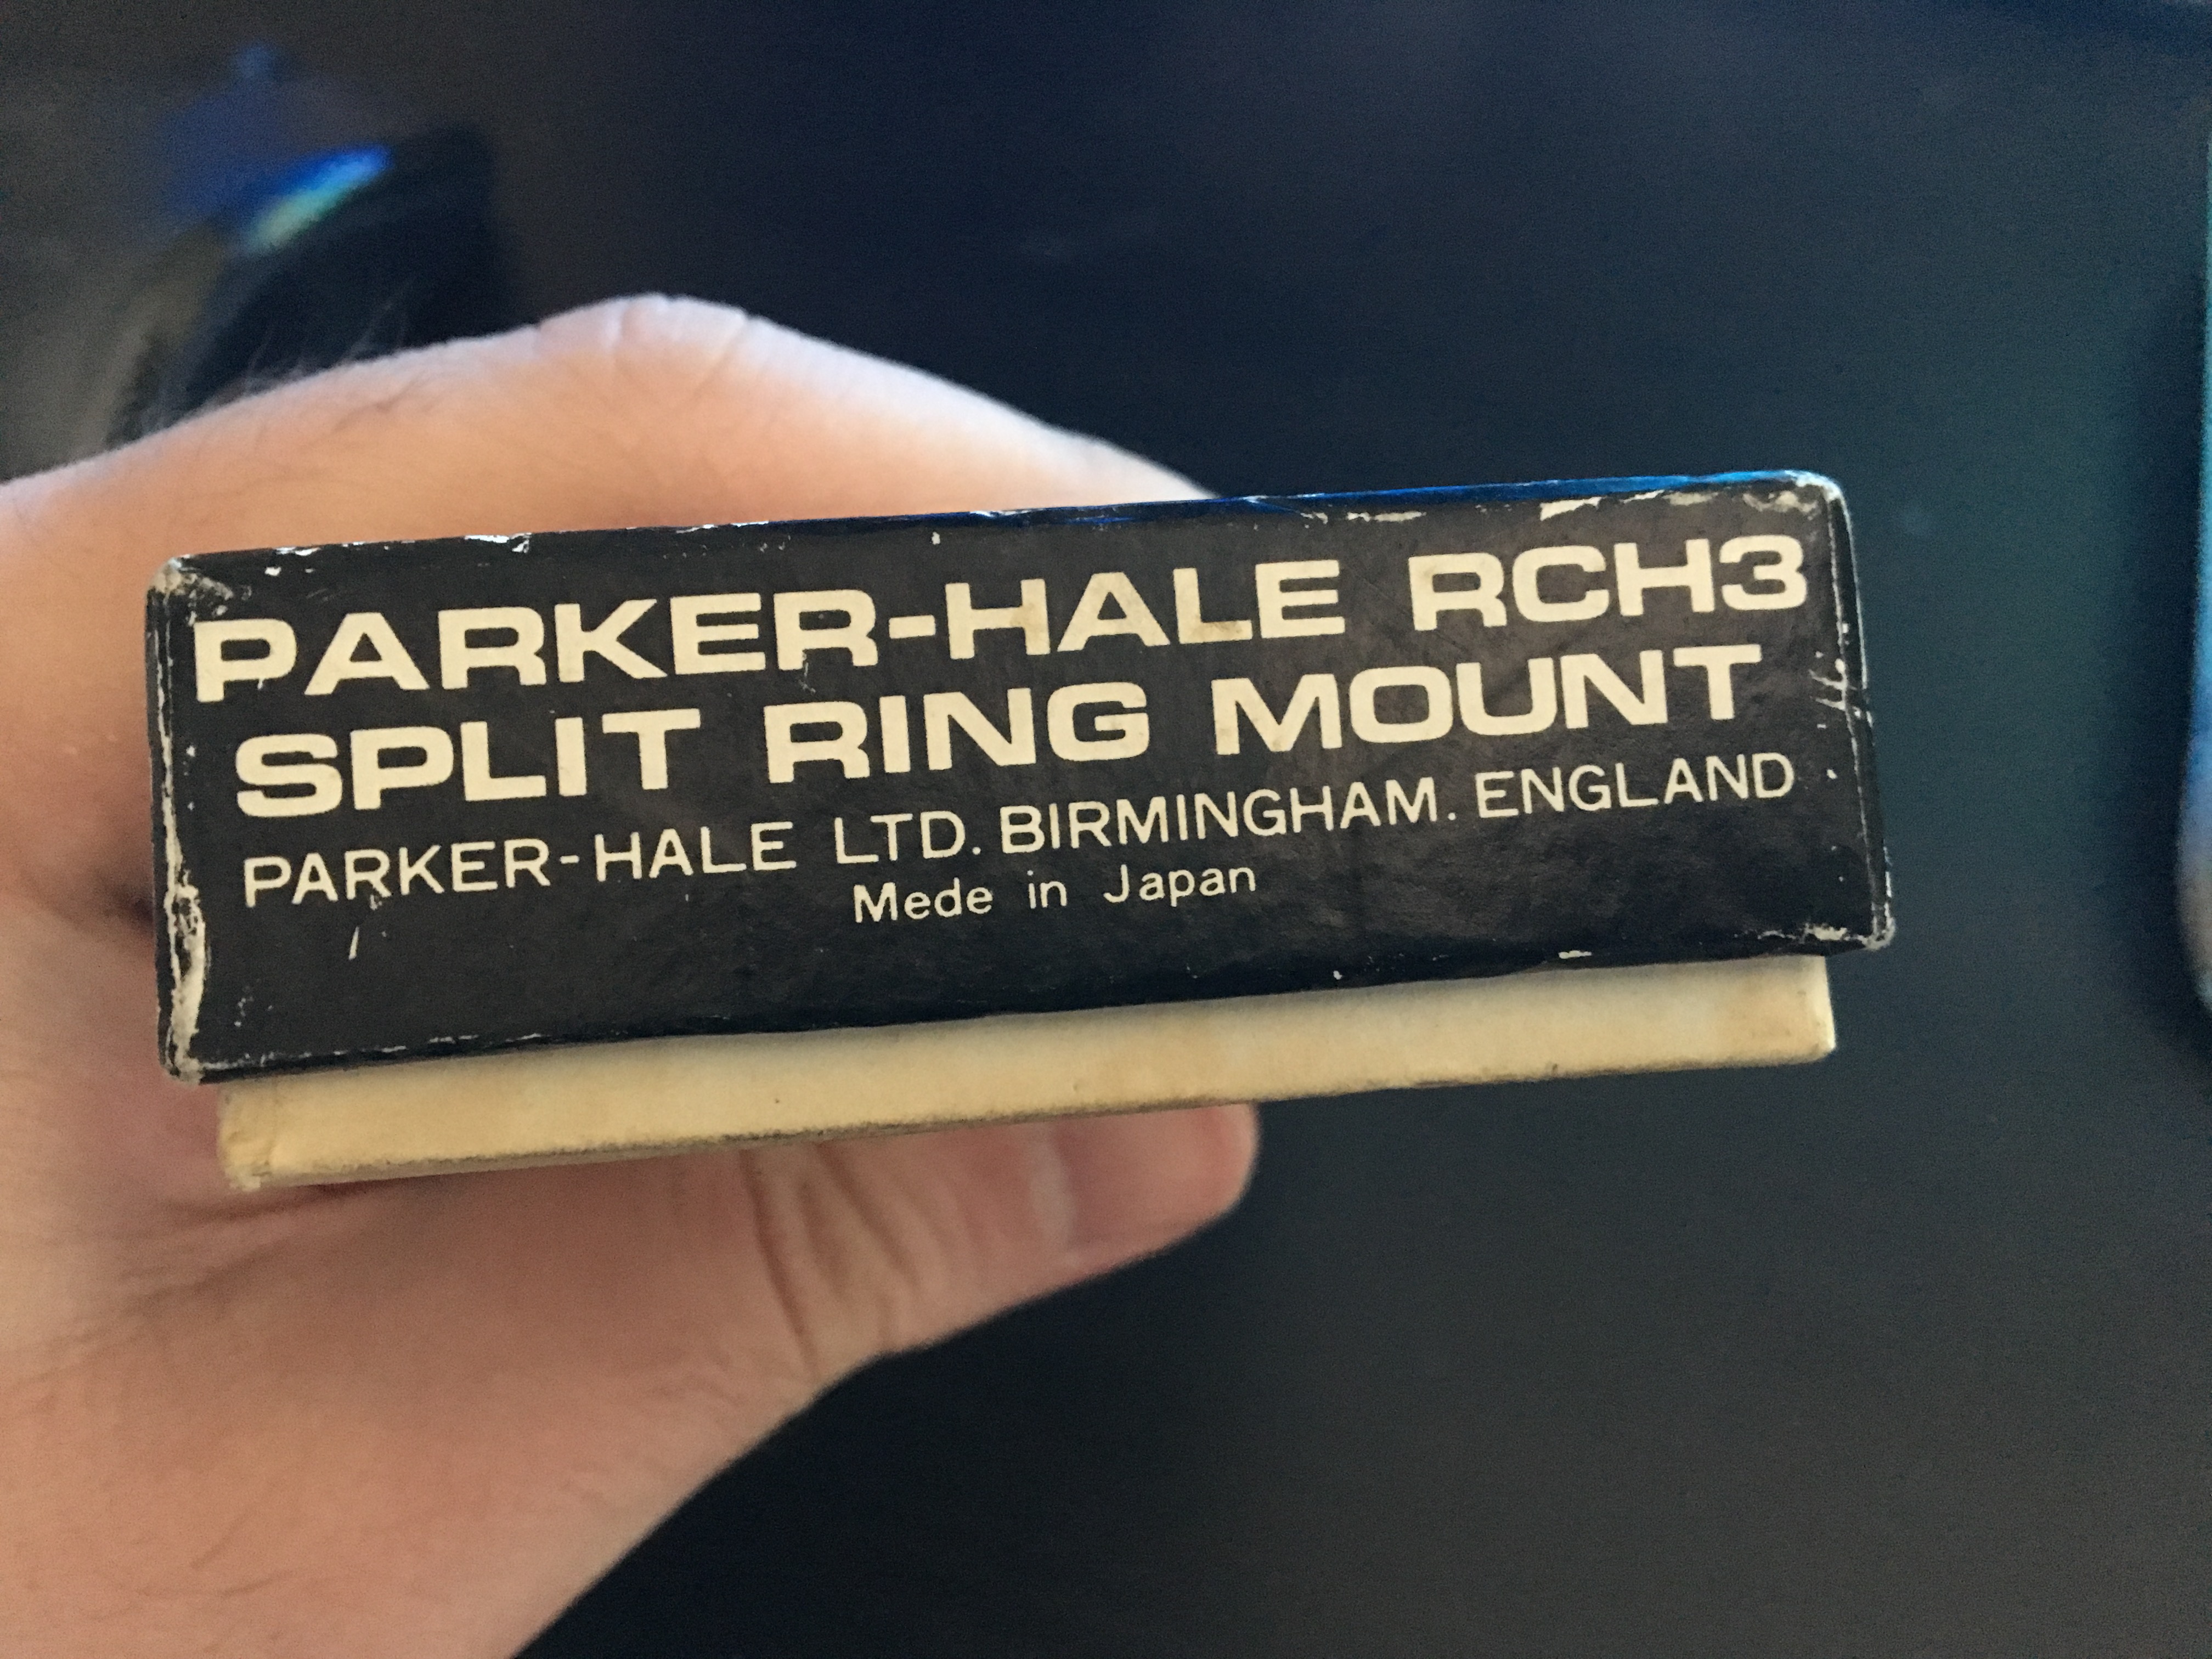 PARKER-HALE RCH3
SPLIT RING MOUNT
PARKER-HALE LTD. BIRMINGHAM. ENGLAND
Mede in Japan